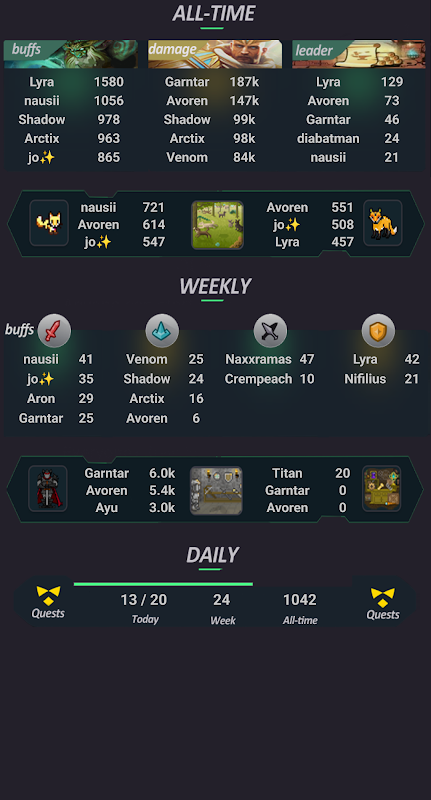 ALL-TIME
buffs damage leader
Lyra 1580 Garntar 187k Lyra 129
nausii 1056 Avoren 147k Avoren 73
Shadow 978 Shadow 99k Garntar 46
Arctix 963 Arctix 98k diabatman 24
jo✨ 865 Venom 84k nausii 21
nausii 721 Avoren 551
Avoren 614 jo✨ 508
jo✨ 547 Lyra 457
WEEKLY
buffs
nausii 41 Venom 25 Naxxramas 47 Lyra 42
jo✨ 35 Shadow 24 Crempeach 10 Nifilius 21
Aron 29 Arctix 16
Garntar 25 Avoren 6
Garntar 6.0k Titan 20
Avoren 5.4k Garntar 0
Ayu 3.0k Avoren 0
DAILY
Quests 13 / 20 24 1042 Quests
Today Week All-time